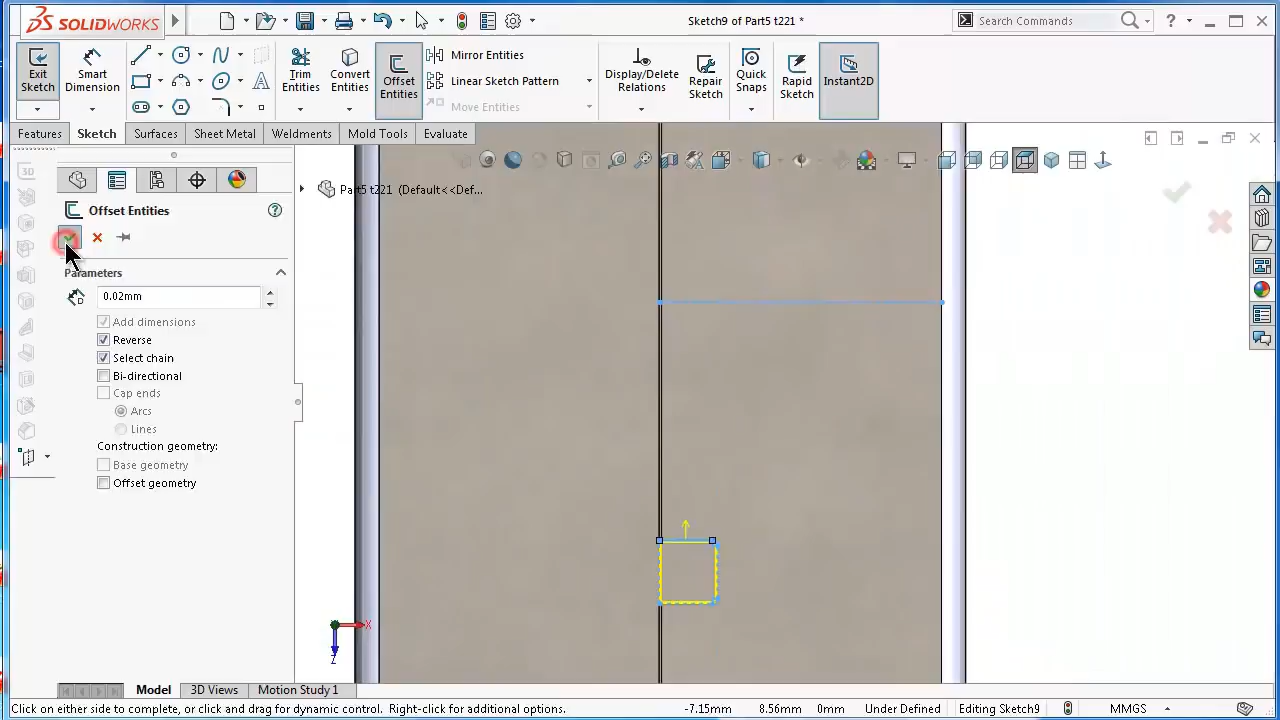 SOLIDWORKS
Sketch9 of Part5 t221 *
Search Commands
?
Exit Sketch
Smart Dimension
Trim Entities
Convert Entities
Offset Entities
Mirror Entities
Linear Sketch Pattern
Move Entities
Display/Delete Relations
Repair Sketch
Quick Snaps
Rapid Sketch
Instant2D
Features
Sketch
Surfaces
Sheet Metal
Weldments
Mold Tools
Evaluate
Part5 t221 (Default<<Def...
Offset Entities
?
Parameters
D
0.02mm
Add dimensions
Reverse
Select chain
Bi-directional
Cap ends
Arcs
Lines
Construction geometry:
Base geometry
Offset geometry
3D
X
Z
Model
3D Views
Motion Study 1
Click on either side to complete, or click and drag for dynamic control. Right-click for additional options.
-7.15mm
8.56mm
0mm
Under Defined
Editing Sketch9
MMGS